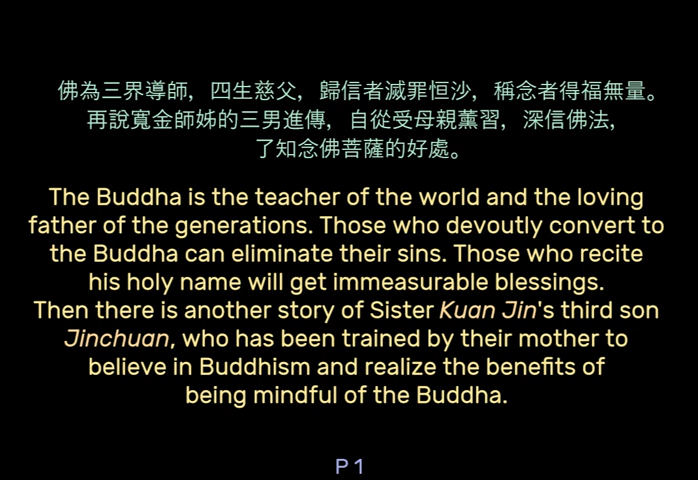 佛為三界導師，四生慈父，歸信者滅罪恒沙，稱念者得福無量。
再說寬金師姊的三男進傳，自從受母親薰習，深信佛法，
了知念佛菩薩的好處。
The Buddha is the teacher of the world and the loving
father of the generations. Those who devoutly convert to
the Buddha can eliminate their sins. Those who recite
his holy name will get immeasurable blessings.
Then there is another story of Sister Kuan Jin's third son
Jinchuan, who has been trained by their mother to
believe in Buddhism and realize the benefits of
being mindful of the Buddha.
P 1